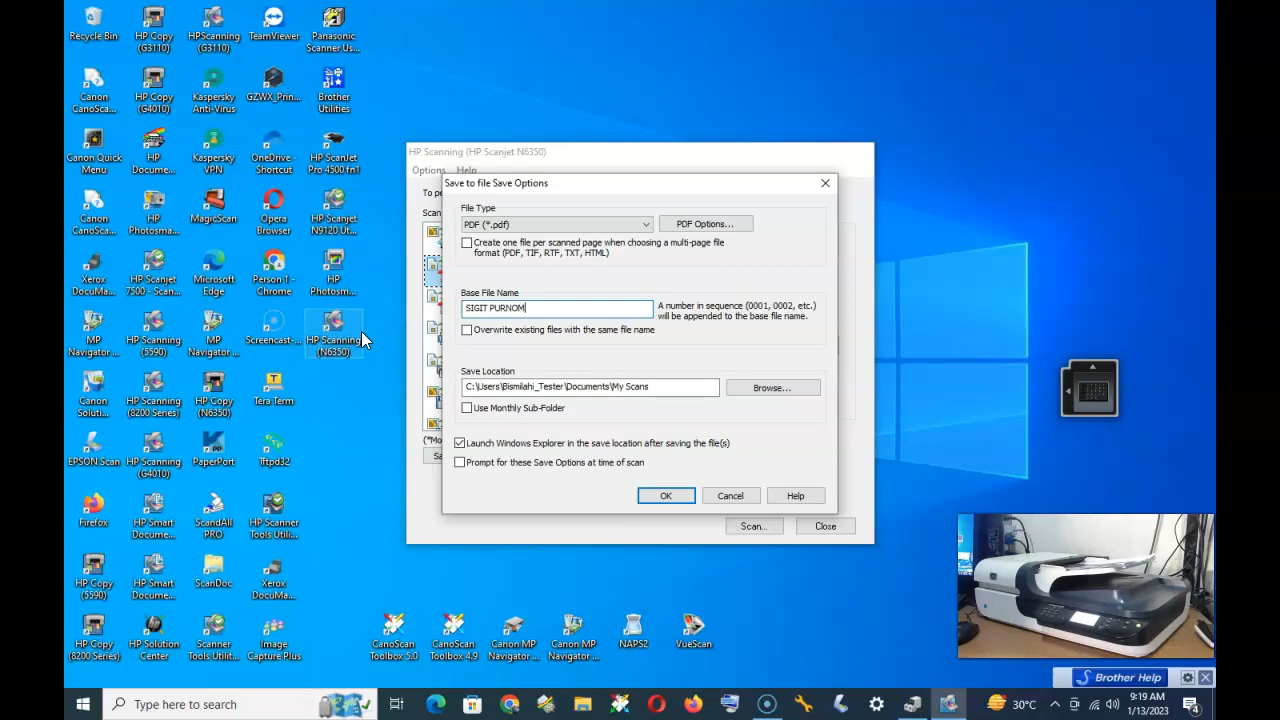 Recycle Bin
HP Copy
(G3110)
HPScanning
(G3110)
TeamViewer
Panasonic
Scanner Us...
Canon
CanoSca...
HP Copy
(G4010)
Kaspersky
Anti-Virus
GZWX_Prin...
Brother
Utilities
Canon Quick
Menu
HP
Docume...
Kaspersky
VPN
OneDrive -
Shortcut
HP ScanJet
Pro 4500 fn1
Canon
CanoSca...
HP
Photosma...
MagicScan
Opera
Browser
HP Scanjet
N9120 Ut...
Xerox
DocuMa...
HP Scanjet
7500 - Scan...
Microsoft
Edge
Person 1 -
Chrome
HP
Photosm...
MP
Navigator ...
HP Scanning
(5590)
MP
Navigator ...
Screencast-...
HP Scanning
(N6350)
Canon
Soluti...
HP Scanning
(8200 Series)
HP Copy
(N6350)
Tera Term
EPSON Scan
HP Scanning
(G4010)
PaperPort
Tftpd32
Firefox
HP Smart
Docume...
ScandAll
PRO
HP Scanner
Tools Utili...
HP Copy
(5590)
HP Smart
Docume...
ScanDoc
Xerox
DocuMa...
HP Copy
(8200 Series)
HP Solution
Center
Scanner
Tools Utilit...
Image
Capture Plus
CanoScan
Toolbox 5.0
CanoScan
Toolbox 4.9
Canon MP
Navigator ...
Canon MP
Navigator ...
NAPS2
VueScan
HP Scanning (HP Scanjet N6350)
Options Help
To pe
Scan
(*Mo
Sa
Scan...
Close
Save to file Save Options
File Type
PDF (*.pdf)
PDF Options...
Create one file per scanned page when choosing a multi-page file
format (PDF, TIF, RTF, TXT, HTML)
Base File Name
SIGIT PURNOM
A number in sequence (0001, 0002, etc.)
will be appended to the base file name.
Overwrite existing files with the same file name
Save Location
C:\Users\Bismilahi_Tester\Documents\My Scans
Browse...
Use Monthly Sub-Folder
Launch Windows Explorer in the save location after saving the file(s)
Prompt for these Save Options at time of scan
OK
Cancel
Help
Brother Help
Type here to search
30°C
9:19 AM
1/13/2023
4